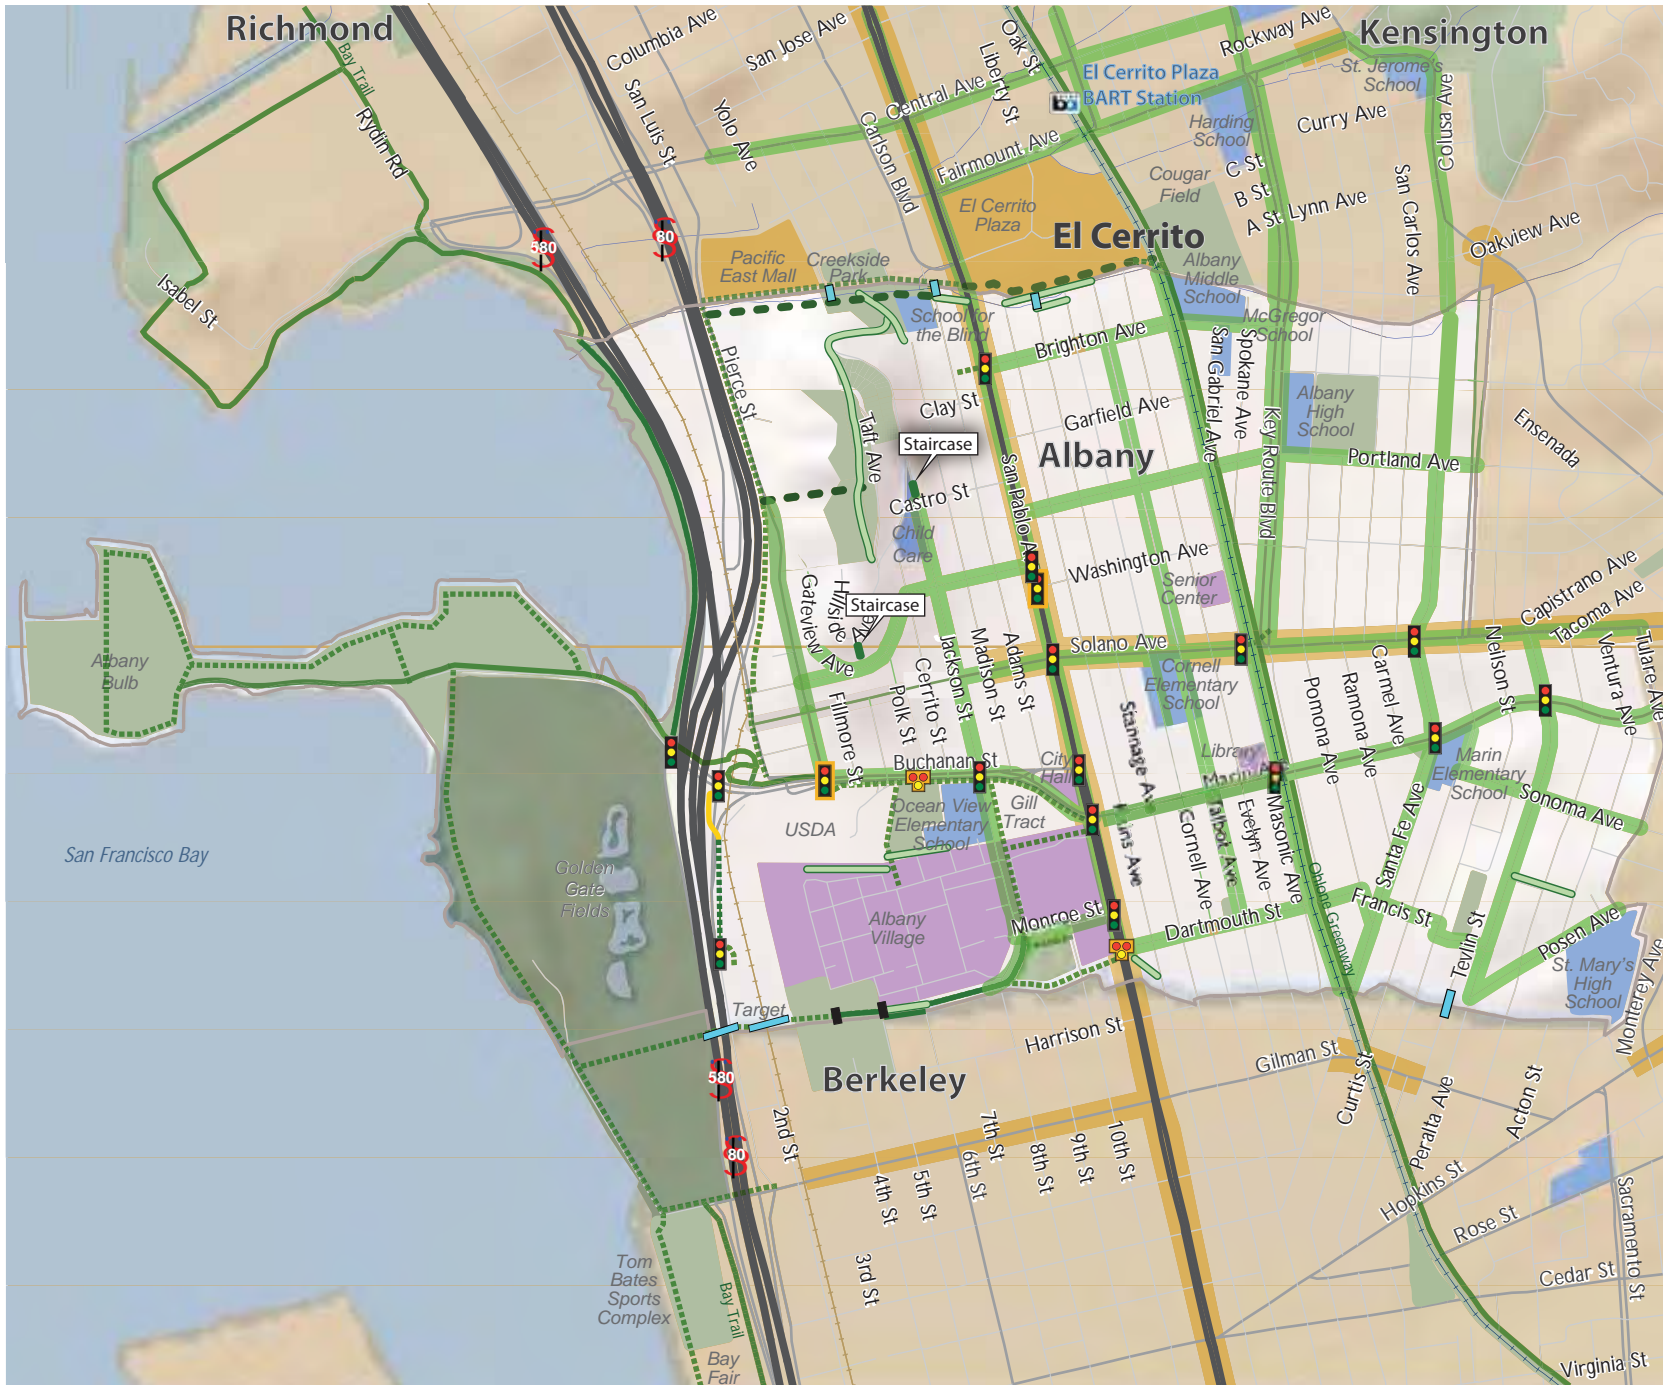 Richmond
Kensington
Columbia Ave
San Jose Ave
Oak St
Rockway Ave
Bay Trail
Liberty St
El Cerrito Plaza
BART Station
St. Jerome's
School
San Luis St
Yolo Ave
Central Ave
Carlson Blvd
Rydin Rd
Fairmount Ave
Harding
School
Curry Ave
Colusa Ave
C St
B St
A St
Lynn Ave
San Carlos Ave
Cougar
Field
El Cerrito
Plaza
El Cerrito
Oakview Ave
580
80
Pacific
East Mall
Creekside
Park
Albany
Middle
School
Isabel St
School for
the Blind
McGregor
School
Brighton Ave
Pierce St
San Gabriel Ave
Spokane Ave
Key Route Blvd
Taft Ave
Clay St
Garfield Ave
Albany
High
School
Ensenada
Staircase
Albany
Portland Ave
San Pablo A
Castro St
Child
Care
Washington Ave
Senior
Center
Capistrano Ave
Tacoma Ave
Gateview Ave
Hillside
Ave
Staircase
Solano Ave
Neilson St
Ventura Ave
Tulare Ave
Albany
Bulb
Jackson St
Madison St
Adams St
Cornell
Elementary
School
Carmel Ave
Ramona Ave
Pomona Ave
Fillmore St
Polk St
Cerrito St
Stannage Ave
Buchanan St
City
Hall
Library
Marin
Marin
Elementary
School
USDA
Ocean View
Elementary
School
Gill
Tract
Sonoma Ave
Cornell Ave
Talbot Ave
Evelyn Ave
Masonic Ave
Santa Fe Ave
San Francisco Bay
Golden
Gate
Fields
Albany
Village
Monroe St
Dartmouth St
Ohlone Greenway
Francis St
Tevlin St
Posen Ave
St. Mary's
High
School
Monterey Ave
Target
Harrison St
Gilman St
580
Berkeley
Curtis St
Peralta Ave
Acton St
80
2nd St
7th St
8th St
9th St
10th St
6th St
5th St
4th St
3rd St
Hopkins St
Rose St
Sacramento St
Cedar St
Virginia St
Tom
Bates
Sports
Complex
Bay Trail
Bay
Fair